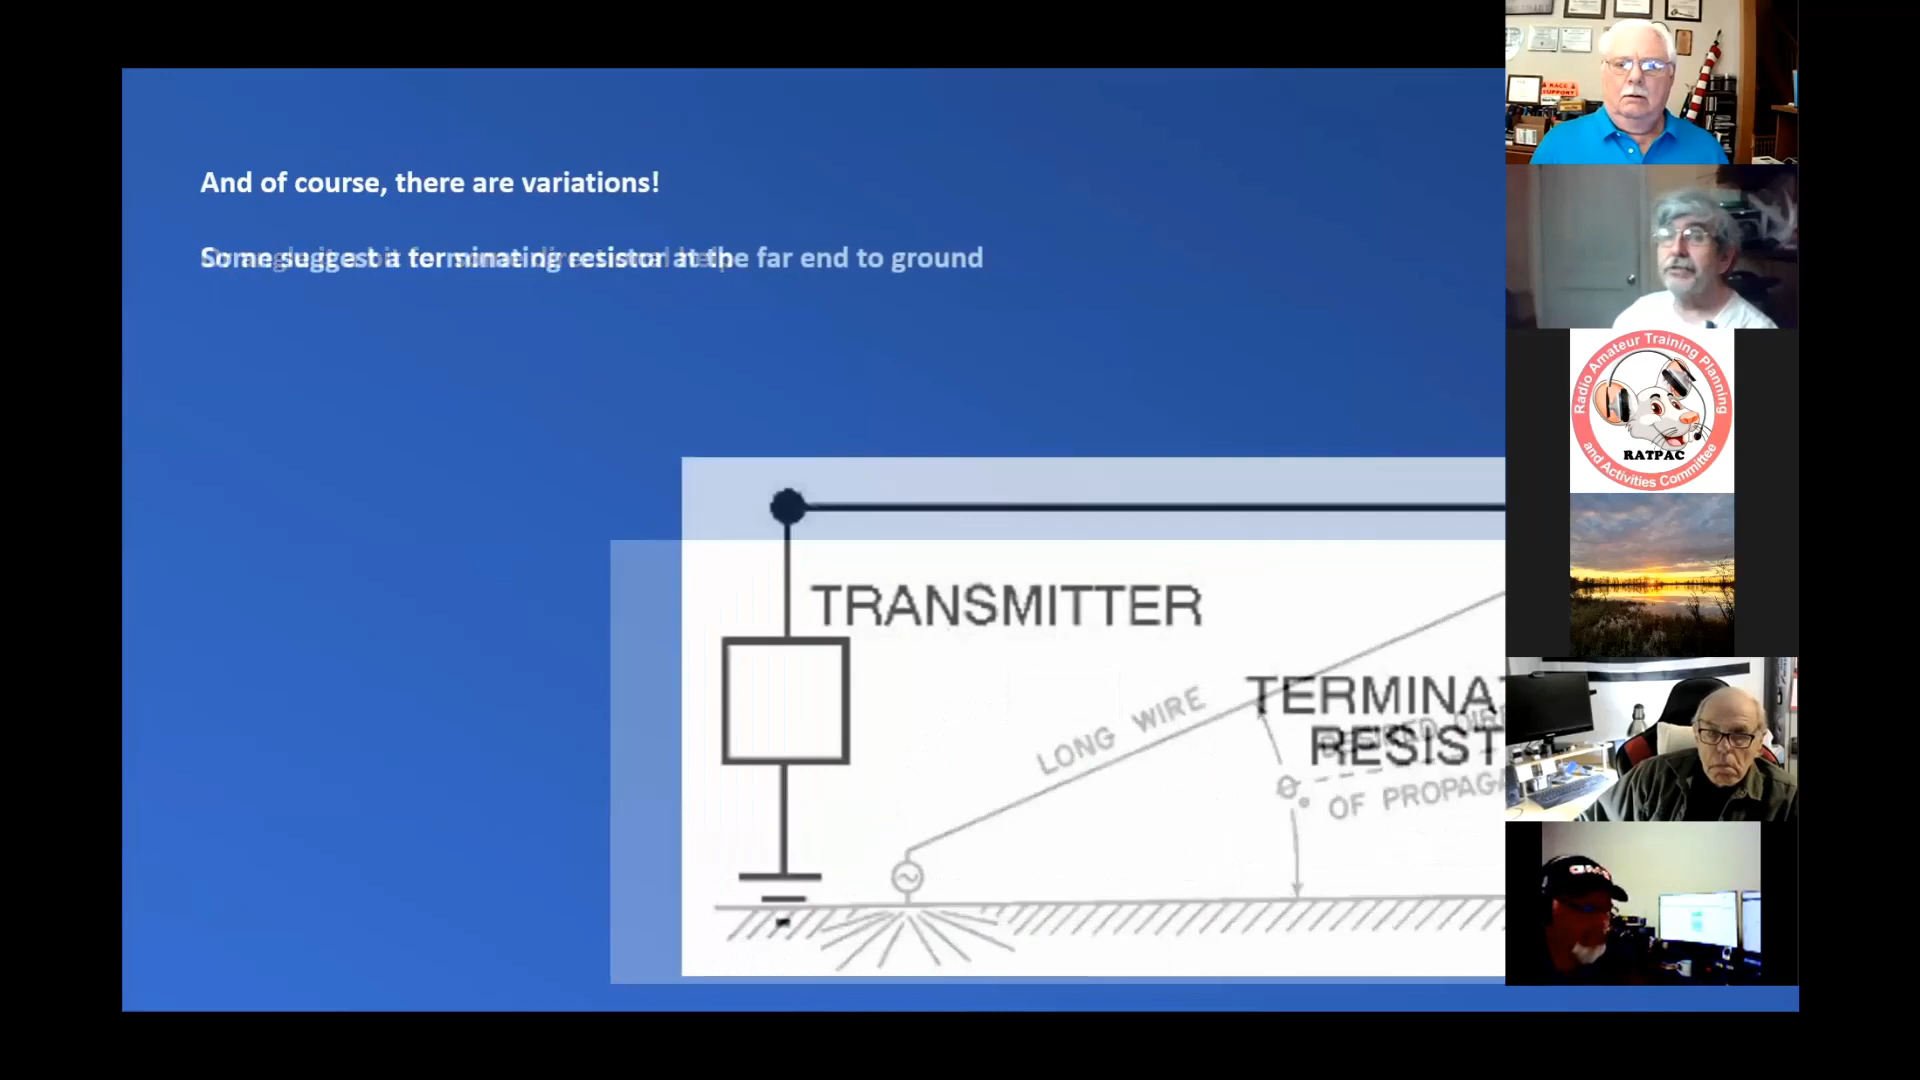 And of course, there are variations!
Some suggest a terminating resistor at the far end to ground
TRANSMITTER
TERMINA
RESIST
LONG WIRE
OF PROPAGA
Radio Amateur Training Planning
and Activities Committee
RATPAC
SUPPORT